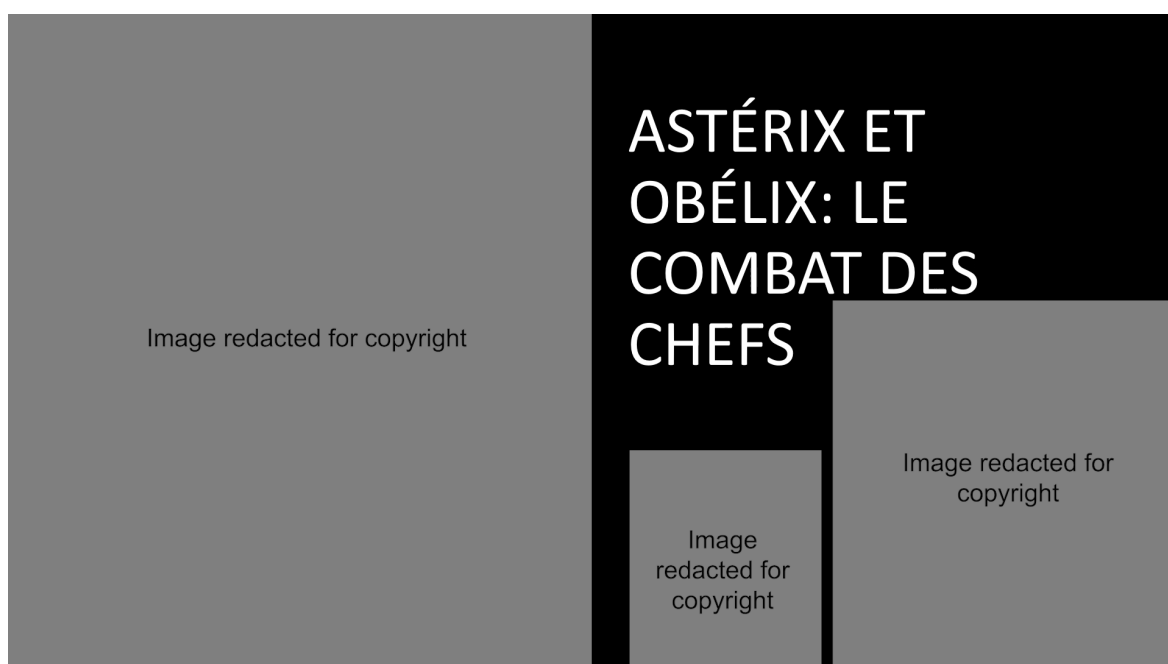 ASTÉRIX ET
OBÉLIX: LE
COMBAT DES
CHEFS
Image redacted for copyright
Image redacted for
copyright
Image
redacted for
copyright